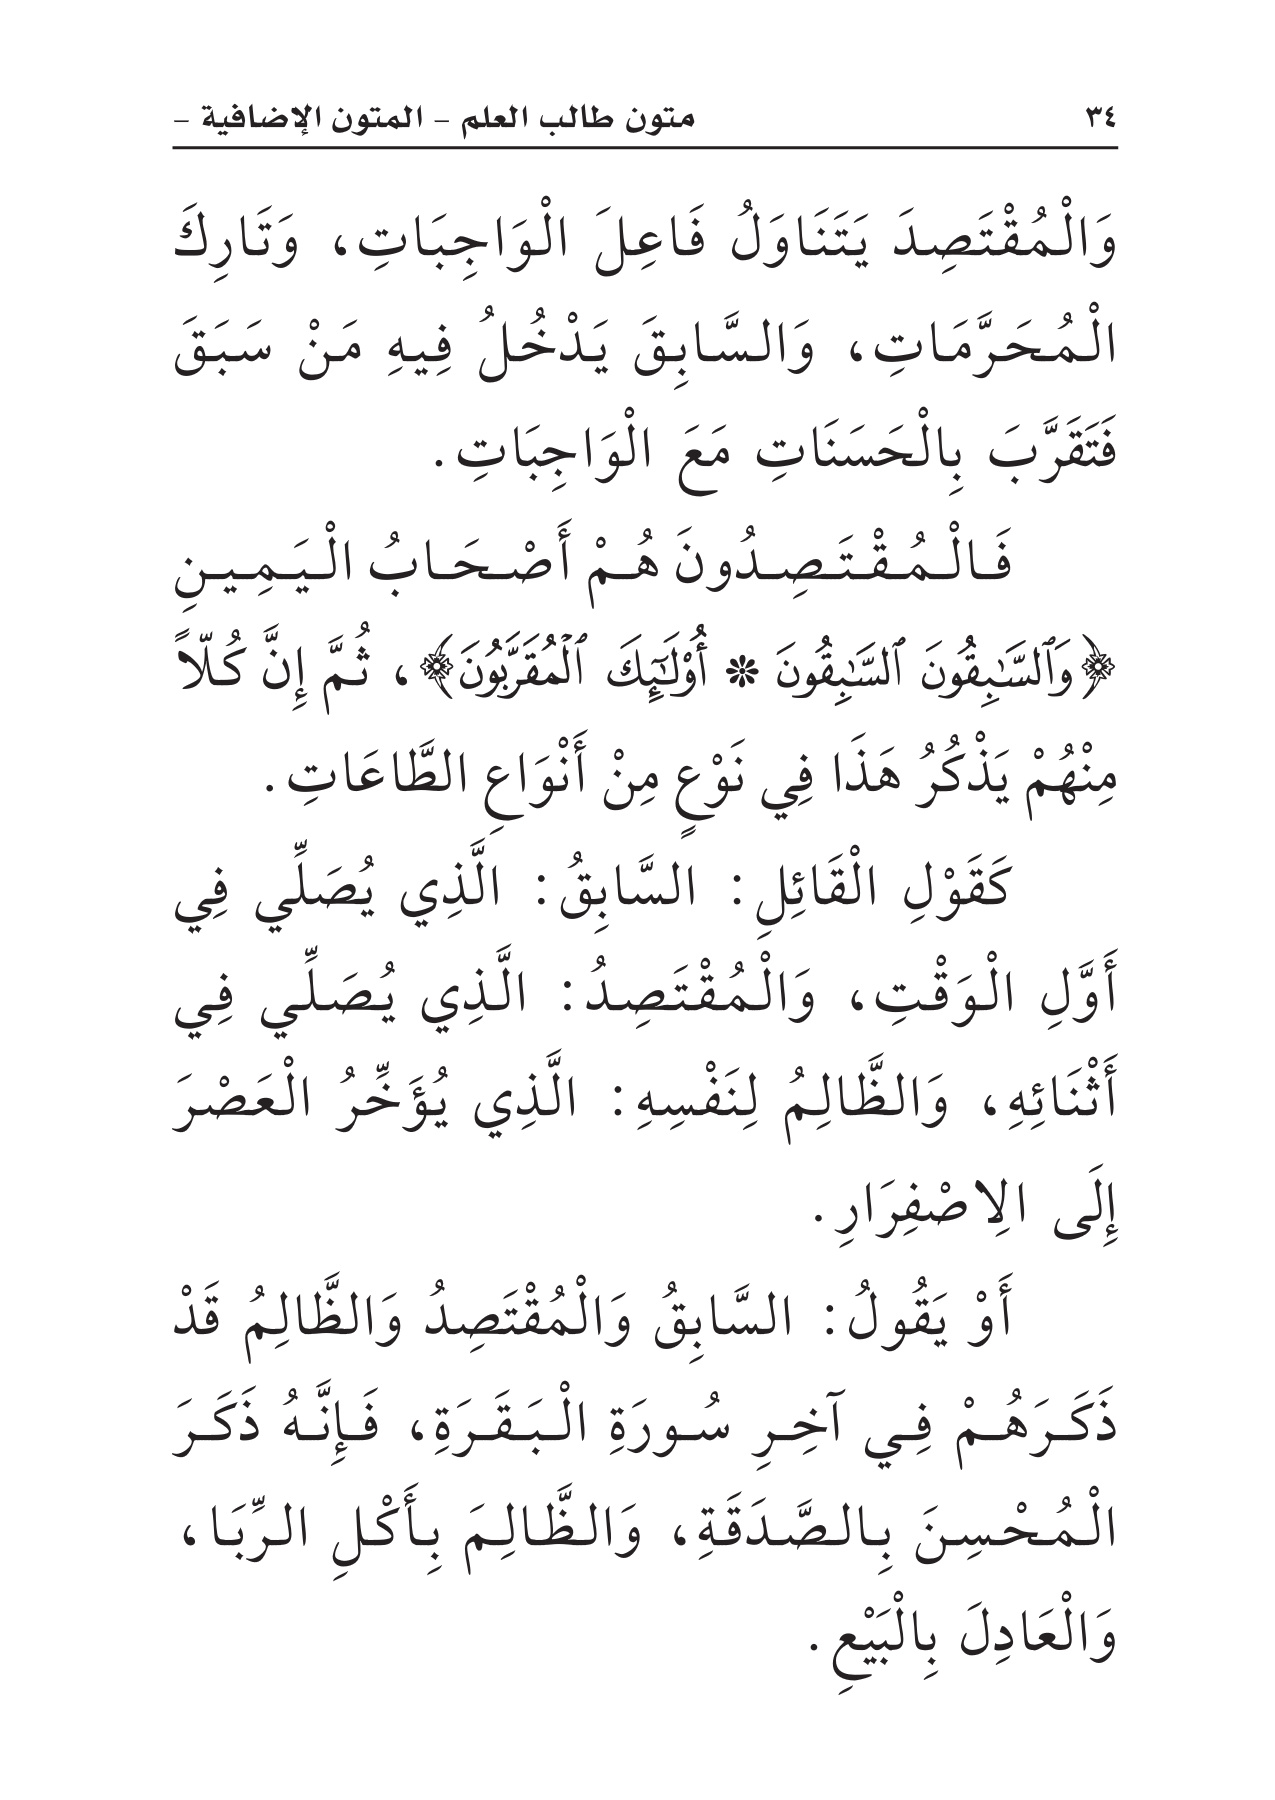 ٣٤ متون طالب العلم – المتون الإضافية –
وَالْمُقْتَصِدَ يَتَنَاوَلُ فَاعِلَ الْوَاجِبَاتِ، وَتَارِكَ
الْمُحَرَّمَاتِ، وَالسَّابِقَ يَدْخُلُ فِيهِ مَنْ سَبَقَ
فَتَقَرَّبَ بِالْحَسَنَاتِ مَعَ الْوَاجِبَاتِ.
فَالْمُقْتَصِدُونَ هُمْ أَصْحَابُ الْيَمِينِ
﴿وَٱلسَّٰبِقُونَ ٱلسَّٰبِقُونَ * أُوْلَٰٓئِكَ ٱلْمُقَرَّبُونَ﴾، ثُمَّ إِنَّ كُلّاً
مِنْهُمْ يَذْكُرُ هَذَا فِي نَوْعٍ مِنْ أَنْوَاعِ الطَّاعَاتِ.
كَقَوْلِ الْقَائِلِ: السَّابِقُ: الَّذِي يُصَلِّي فِي
أَوَّلِ الْوَقْتِ، وَالْمُقْتَصِدُ: الَّذِي يُصَلِّي فِي
أَثْنَائِهِ، وَالظَّالِمُ لِنَفْسِهِ: الَّذِي يُؤَخِّرُ الْعَصْرَ
إِلَى الِاصْفِرَارِ.
أَوْ يَقُولُ: السَّابِقُ وَالْمُقْتَصِدُ وَالظَّالِمُ قَدْ
ذَكَرَهُمْ فِي آخِرِ سُورَةِ الْبَقَرَةِ، فَإِنَّهُ ذَكَرَ
الْمُحْسِنَ بِالصَّدَقَةِ، وَالظَّالِمَ بِأَكْلِ الرِّبَا،
وَالْعَادِلَ بِالْبَيْعِ.